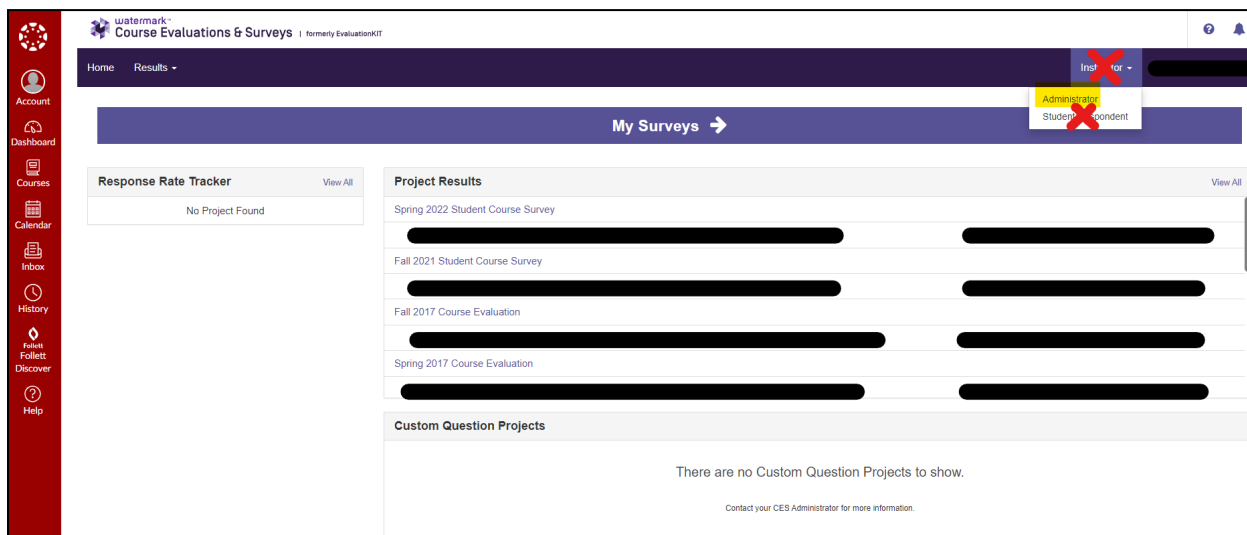 watermark™
Course Evaluations & Surveys | formerly EvaluationKIT
Home Results
Account
Dashboard
Courses
Calendar
Inbox
History
Follett
Follett
Discover
Help
Administrator
Student
My Surveys
Response Rate Tracker View All
No Project Found
Project Results View All
Spring 2022 Student Course Survey
Fall 2021 Student Course Survey
Fall 2017 Course Evaluation
Spring 2017 Course Evaluation
Custom Question Projects
There are no Custom Question Projects to show.
Contact your CES Administrator for more information.